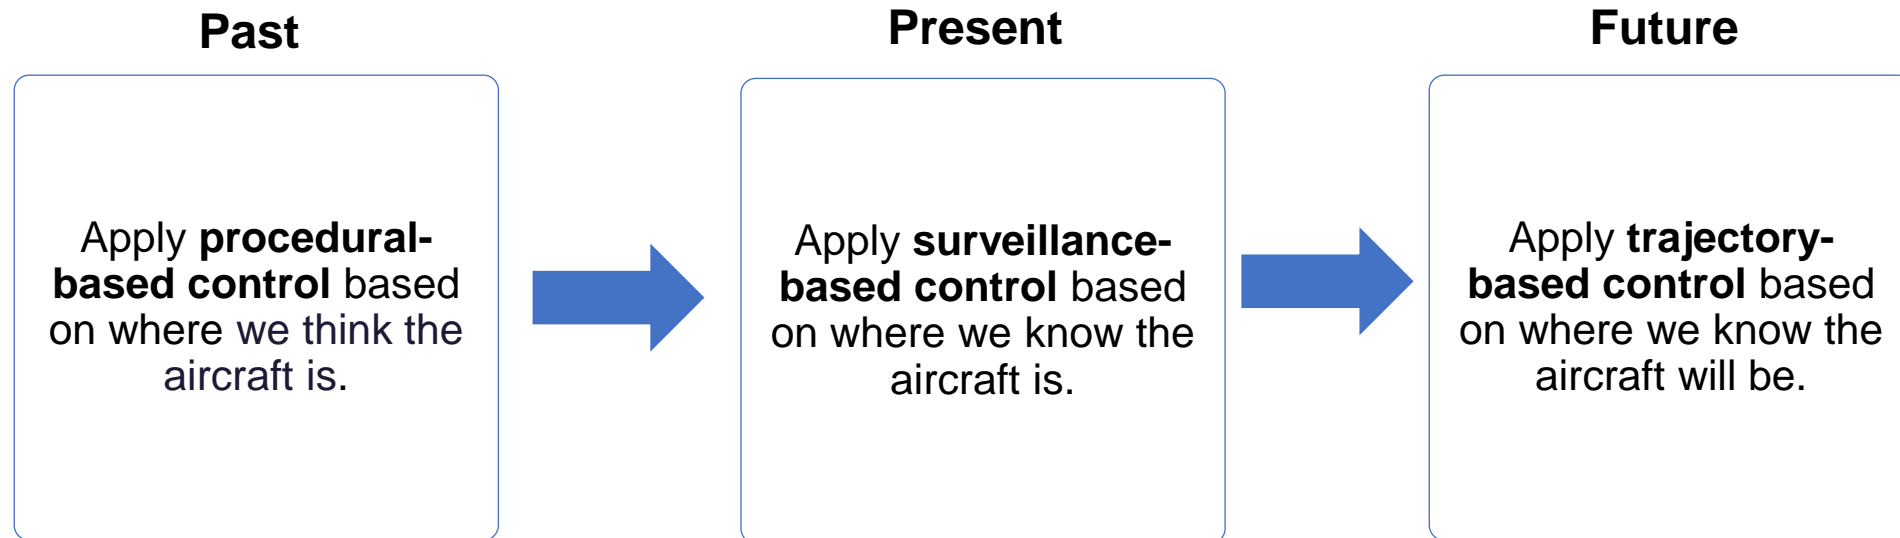 Past
Apply procedural-
based control based
on where we think the
aircraft is.
Present
Apply surveillance-
based control based
on where we know the
aircraft is.
Future
Apply trajectory-
based control based
on where we know the
aircraft will be.